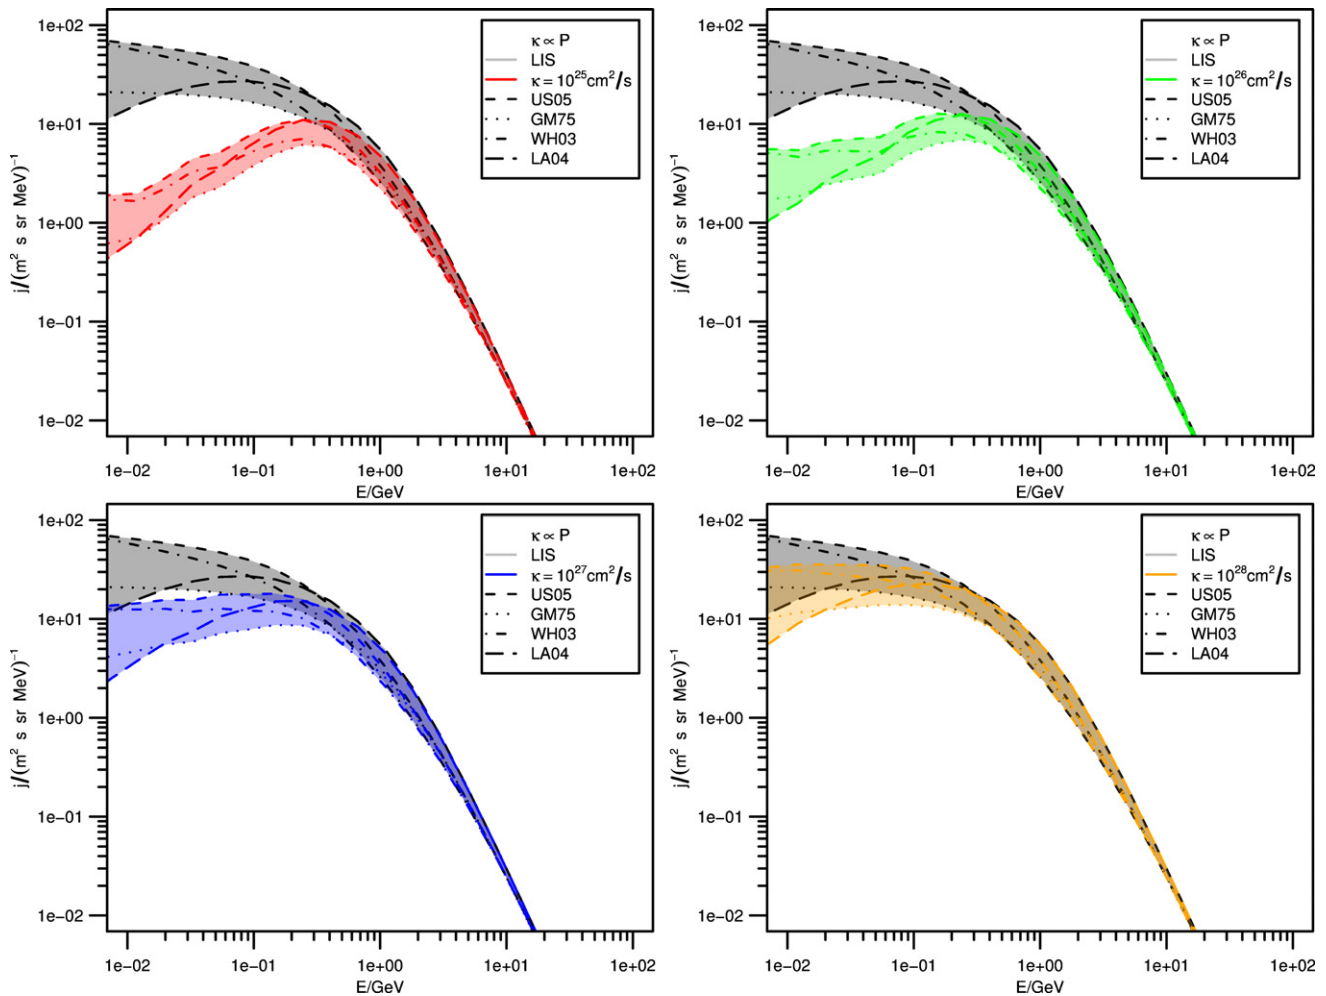 1e+02
1e+01
1e+00
1e−01
1e−02
j/(m² s sr MeV)⁻¹
κ ∝ P
LIS
κ = 10²⁵cm²/s
US05
GM75
WH03
LA04
1e−02 1e−01 1e+00 1e+01 1e+02
E/GeV
1e+02
1e+01
1e+00
1e−01
1e−02
j/(m² s sr MeV)⁻¹
κ ∝ P
LIS
κ = 10²⁶cm²/s
US05
GM75
WH03
LA04
1e−02 1e−01 1e+00 1e+01 1e+02
E/GeV
1e+02
1e+01
1e+00
1e−01
1e−02
j/(m² s sr MeV)⁻¹
κ ∝ P
LIS
κ = 10²⁷cm²/s
US05
GM75
WH03
LA04
1e−02 1e−01 1e+00 1e+01 1e+02
E/GeV
1e+02
1e+01
1e+00
1e−01
1e−02
j/(m² s sr MeV)⁻¹
κ ∝ P
LIS
κ = 10²⁸cm²/s
US05
GM75
WH03
LA04
1e−02 1e−01 1e+00 1e+01 1e+02
E/GeV